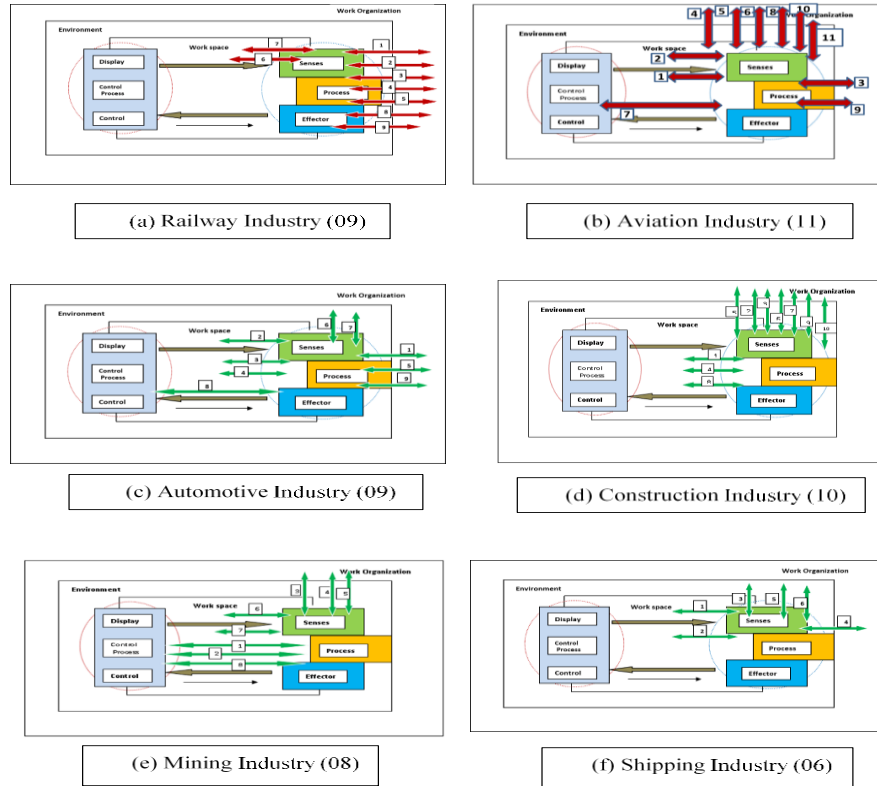 Work Organization
Environment
Work space
7
1
6
2
3
4
5
8
9
Display
Control
Process
Control
Senses
Process
Effector
(a) Railway Industry (09)
4
5
6
8
10
Work Organization
Environment
11
Work space
2
1
3
9
7
Display
Control
Process
Control
Senses
Process
Effector
(b) Aviation Industry (11)
Work Organization
Environment
Work space
2
6
7
1
3
4
5
9
8
Display
Control
Process
Control
Senses
Process
Effector
(c) Automotive Industry (09)
Work Organization
Environment
Work space
10
Display
Control
Process
Control
Senses
Process
Effector
(d) Construction Industry (10)
Work Organization
Environment
3
4
5
Work space
6
7
1
2
8
Display
Control
Process
Control
Senses
Process
Effector
(e) Mining Industry (08)
Work Organization
Environment
Work space
1
3
5
6
4
2
Display
Control
Process
Control
Senses
Process
Effector
(f) Shipping Industry (06)